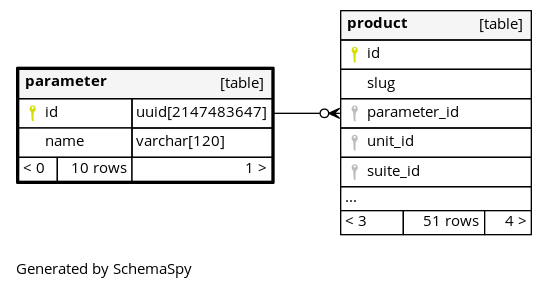 parameter [table]
id uuid[2147483647]
name varchar[120]
< 0 10 rows 1 >
product [table]
id
slug
parameter_id
unit_id
suite_id
...
< 3 51 rows 4 >
Generated by SchemaSpy